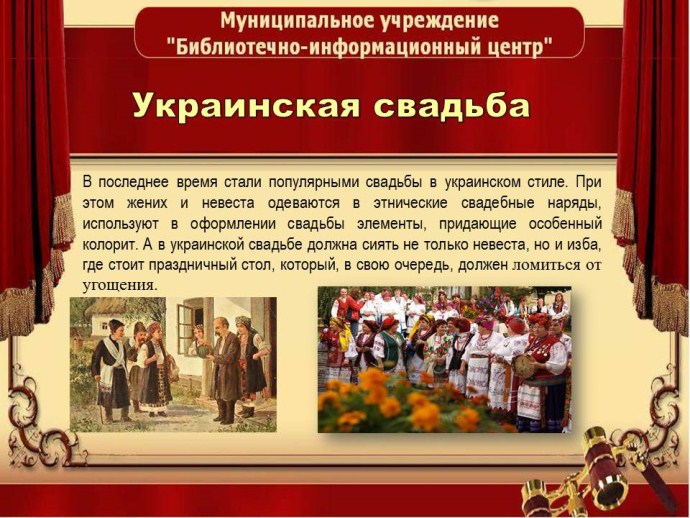 Муниципальное учреждение
"Библиотечно-информационный центр"
Украинская свадьба
В последнее время стали популярными свадьбы в украинском стиле. При
этом жених и невеста одеваются в этнические свадебные наряды,
используют в оформлении свадьбы элементы, придающие особенный
колорит. А в украинской свадьбе должна сиять не только невеста, но и изба,
где стоит праздничный стол, который, в свою очередь, должен ломиться от
угощения.